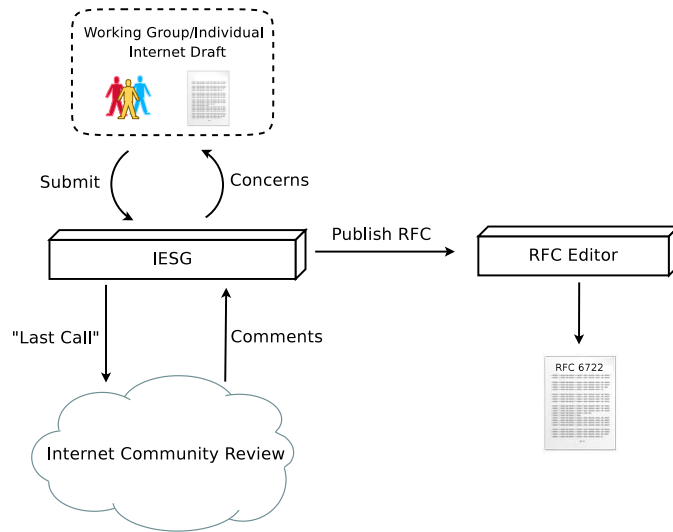 Working Group/Individual
Internet Draft
Submit
Concerns
Publish RFC
IESG
RFC Editor
"Last Call"
Comments
RFC 6722
Internet Community Review